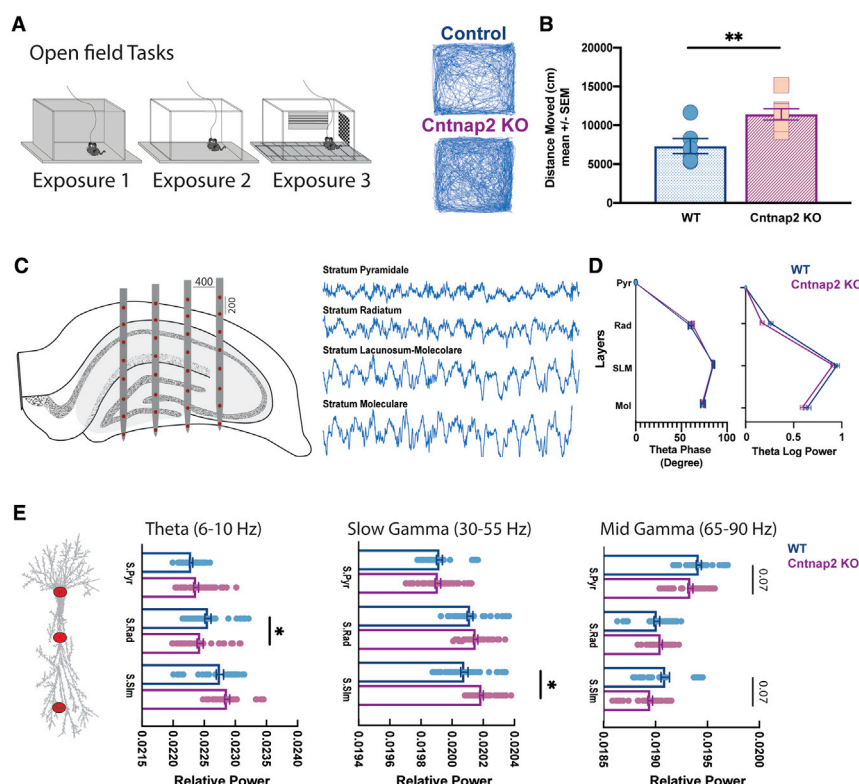 A
Open field Tasks
Exposure 1
Exposure 2
Exposure 3
Control
Cntnap2 KO
B
**
Distance Moved (cm)
mean +/- SEM
20000
15000
10000
5000
0
WT
Cntnap2 KO
C
400
200
Stratum Pyramidale
Stratum Radiatum
Stratum Lacunosum-Molecolare
Stratum Moleculare
D
WT
Cntnap2 KO
Layers
Pyr
Rad
SLM
Mol
0 50 100
Theta Phase
(Degree)
0 0.5 1
Theta Log Power
E
Theta (6-10 Hz)
S.Pyr
S.Rad
S.Slm
*
0.0215 0.0220 0.0225 0.0230 0.0235 0.0240
Relative Power
Slow Gamma (30-55 Hz)
S.Pyr
S.Rad
S.Slm
*
0.0194 0.0196 0.0198 0.0200 0.0202 0.0204
Relative Power
Mid Gamma (65-90 Hz)
WT
Cntnap2 KO
S.Pyr
S.Rad
S.Slm
0.07
0.07
0.0185 0.0190 0.0195 0.0200
Relative Power